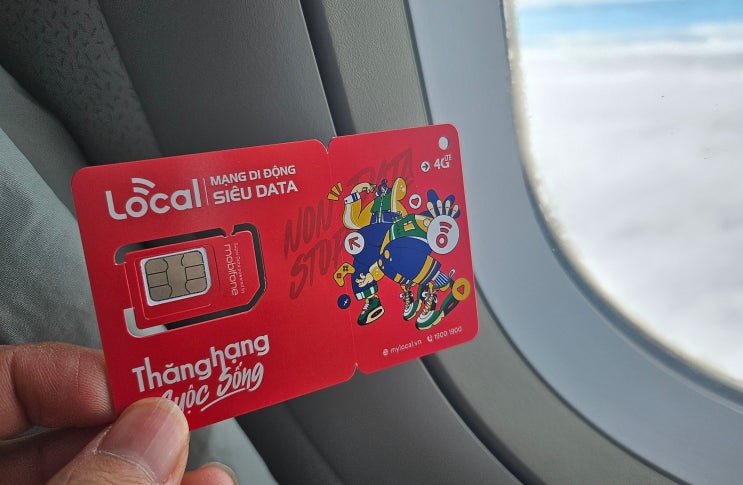 Local
MẠNG DI ĐỘNG
SIÊU DATA
mobifone
Thăng hạng
Cuộc Sống
NON
STOP
DATA
4G LTE
mylocal.vn
1900 1900